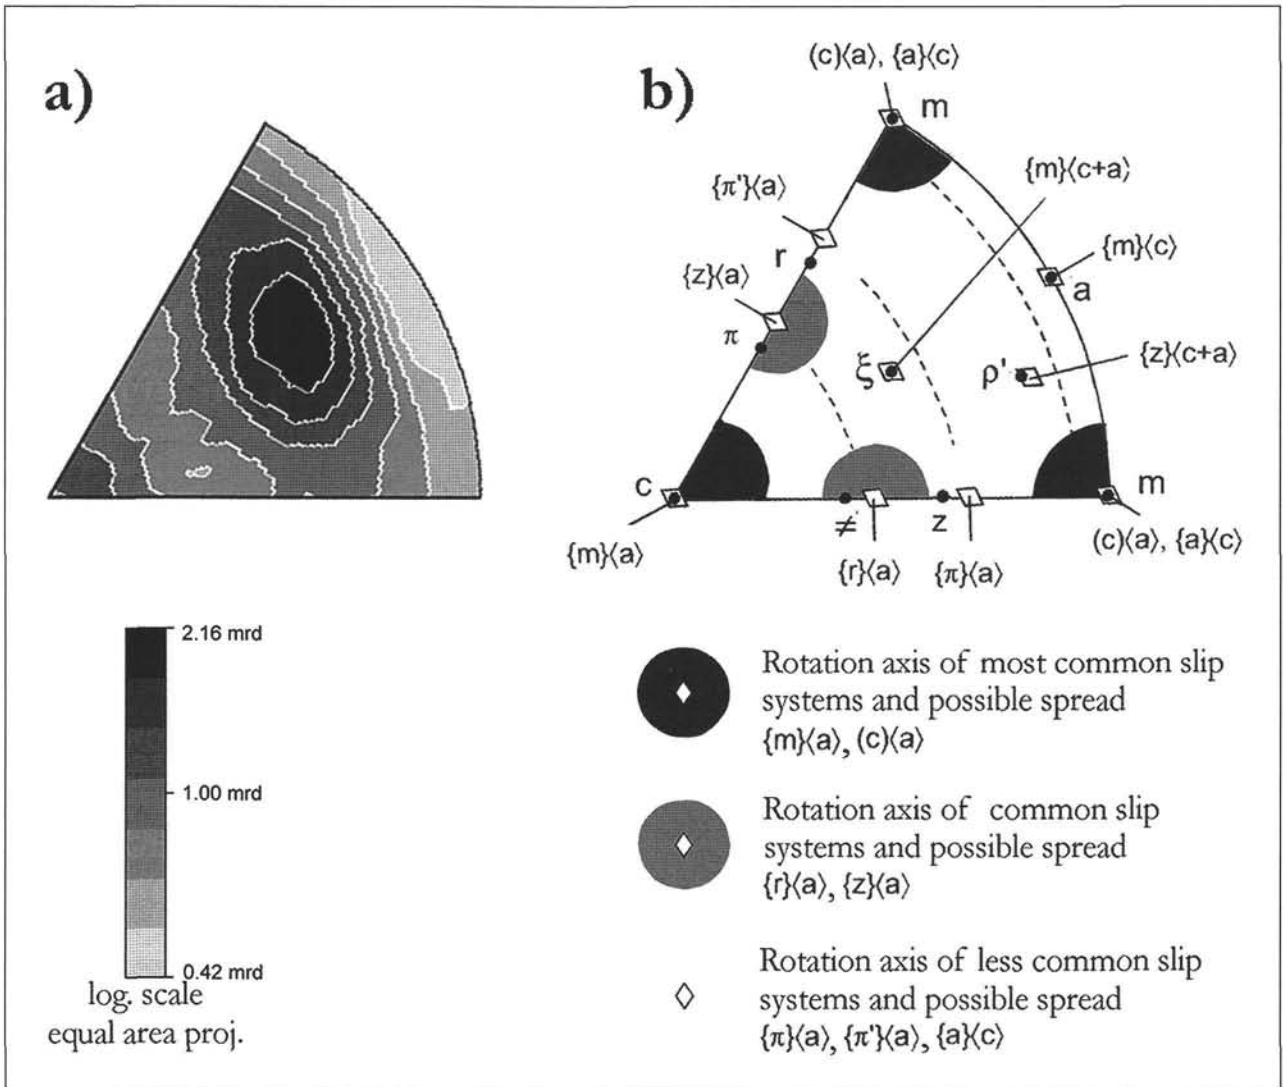 a)
2.16 mrd
1.00 mrd
0.42 mrd
log. scale
equal area proj.
b)
(c)⟨a⟩, {a}⟨c⟩
m
{m}⟨c+a⟩
{π'}⟨a⟩
r
{m}⟨c⟩
a
{z}⟨a⟩
π
ξ
ρ'
{z}⟨c+a⟩
c
m
≠
z
{m}⟨a⟩
{r}⟨a⟩
{π}⟨a⟩
(c)⟨a⟩, {a}⟨c⟩
Rotation axis of most common slip
systems and possible spread
{m}⟨a⟩, (c)⟨a⟩
Rotation axis of common slip
systems and possible spread
{r}⟨a⟩, {z}⟨a⟩
Rotation axis of less common slip
systems and possible spread
{π}⟨a⟩, {π'}⟨a⟩, {a}⟨c⟩